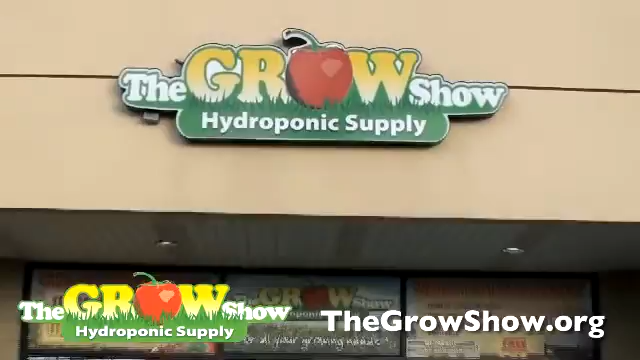 The GROW Show
Hydroponic Supply
The GROW Show
Hydroponic Supply
TheGrowShow.org